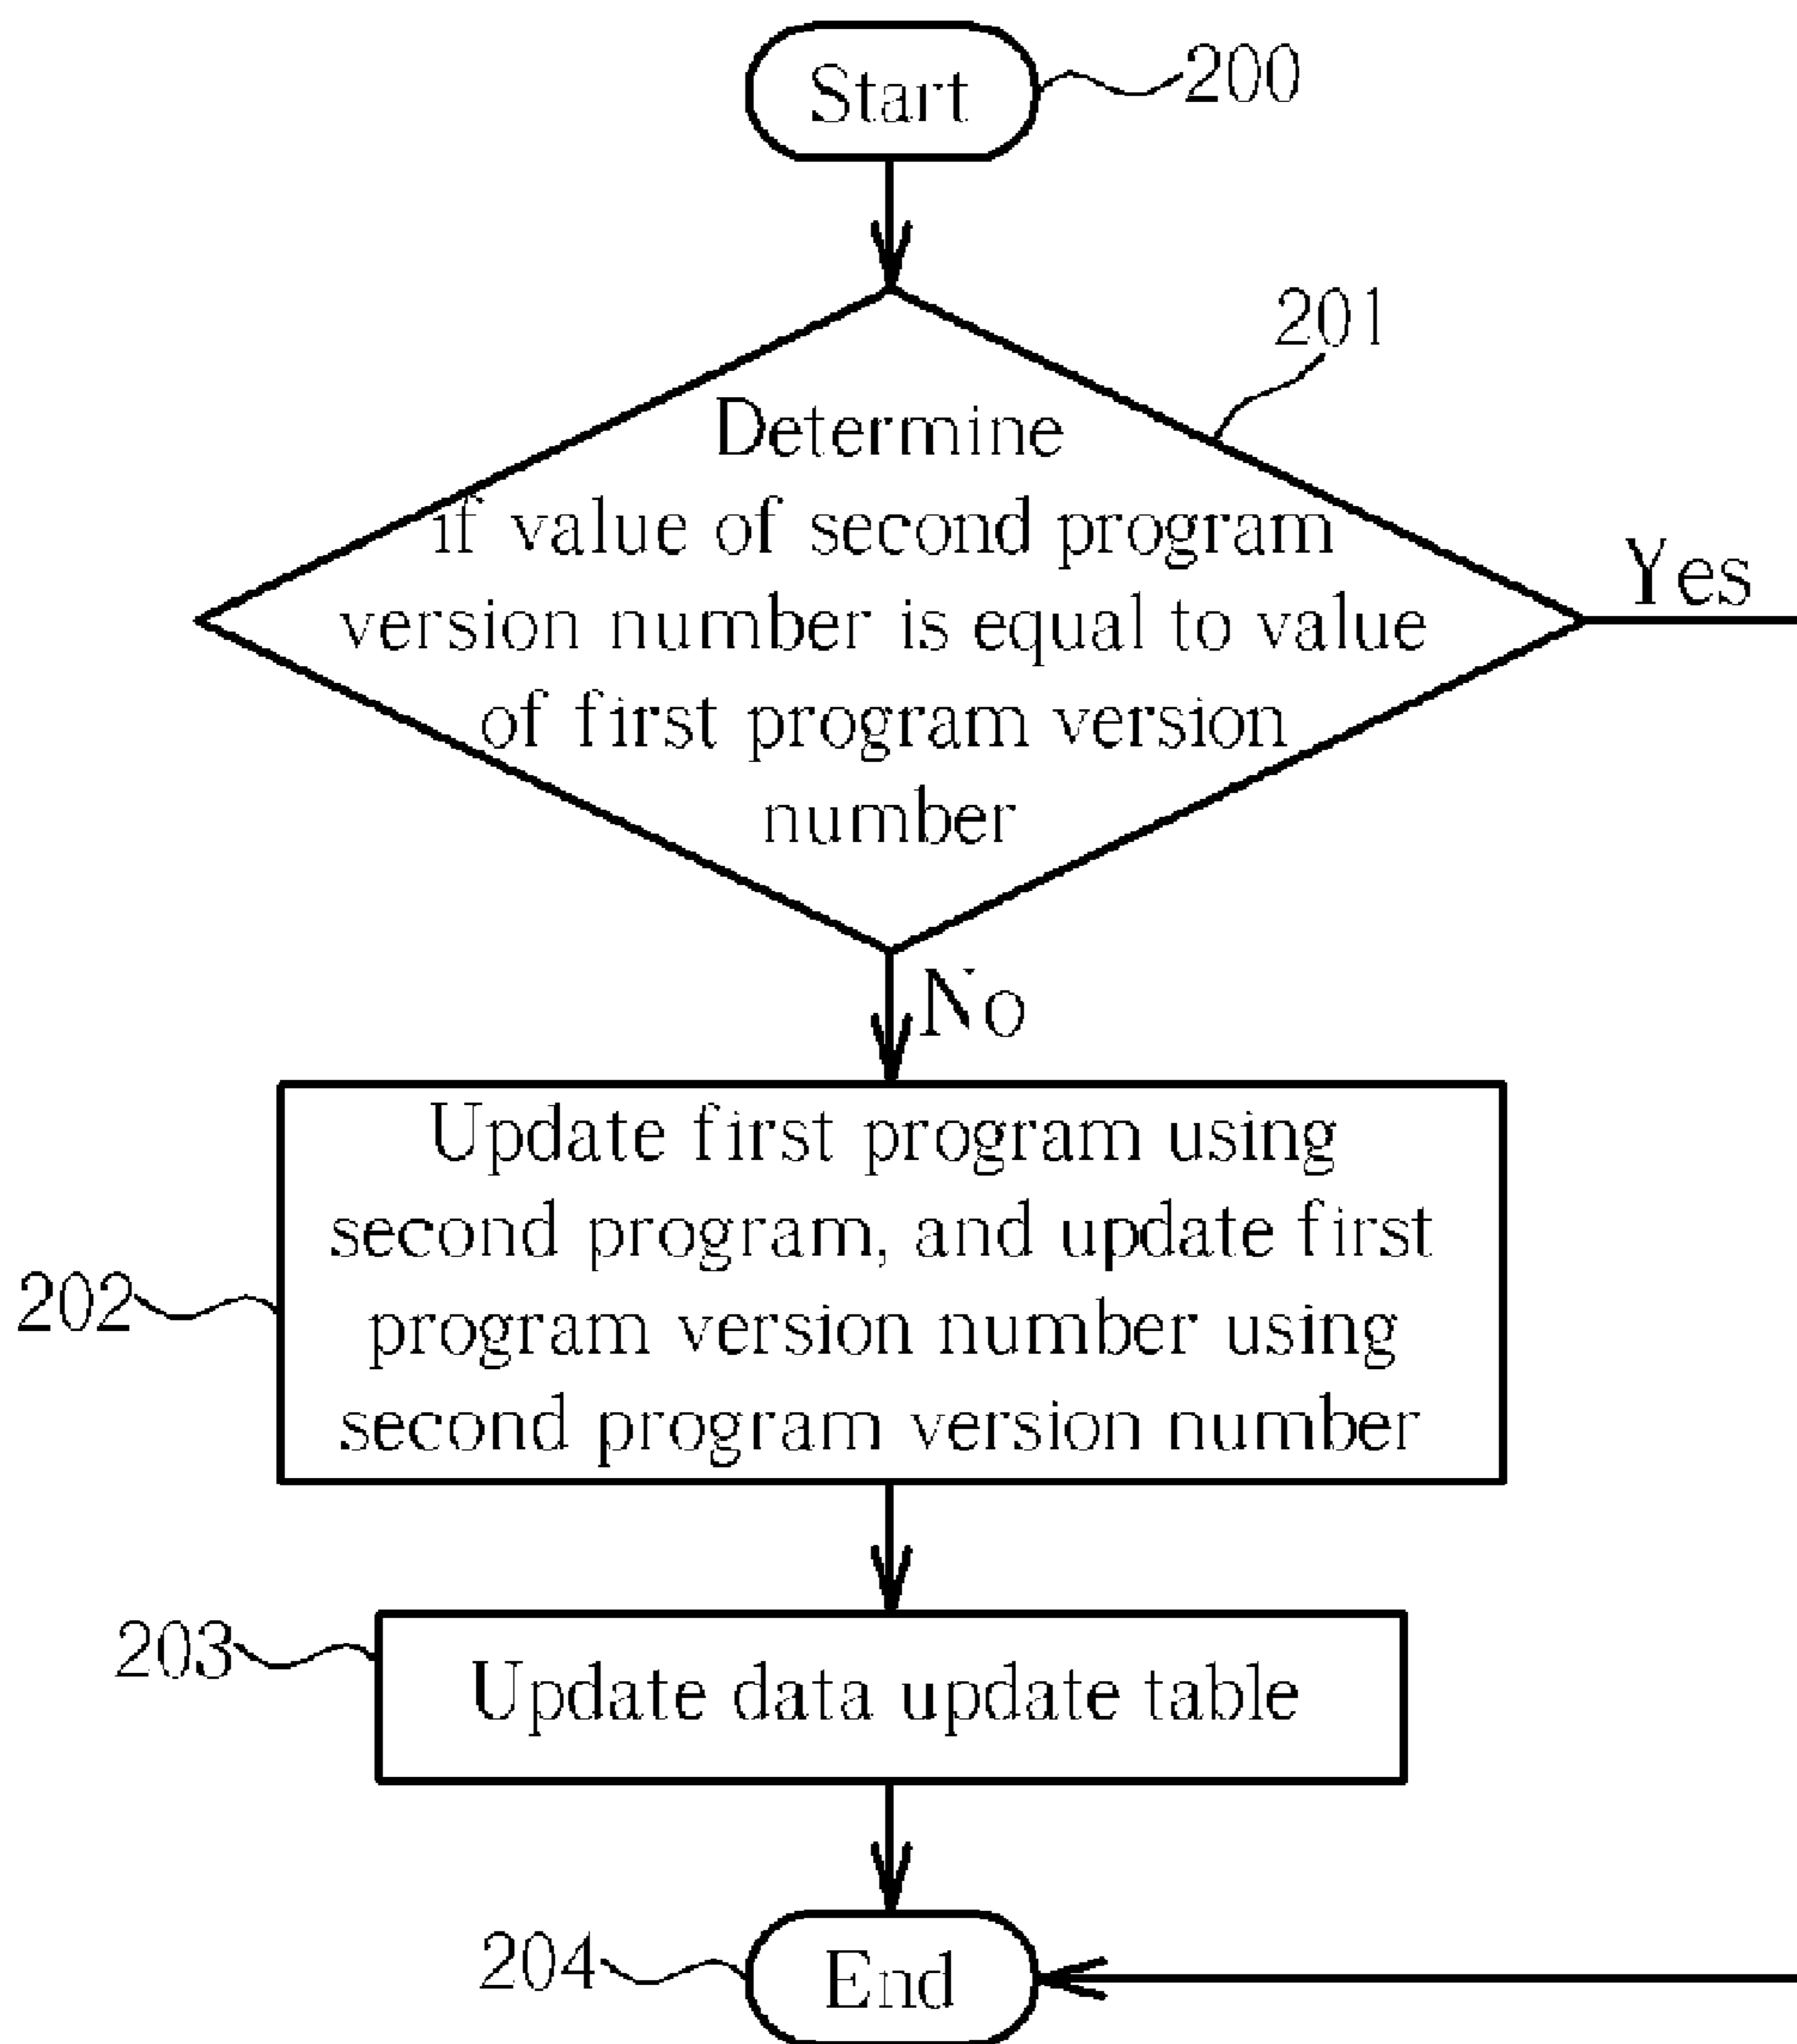 Start
200
201
Determine
if value of second program
version number is equal to value
of first program version
number
Yes
No
Update first program using
second program, and update first
program version number using
second program version number
202
203
Update data update table
204
End